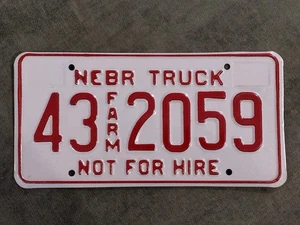 NEBR TRUCK
43 FARM 2059
NOT FOR HIRE